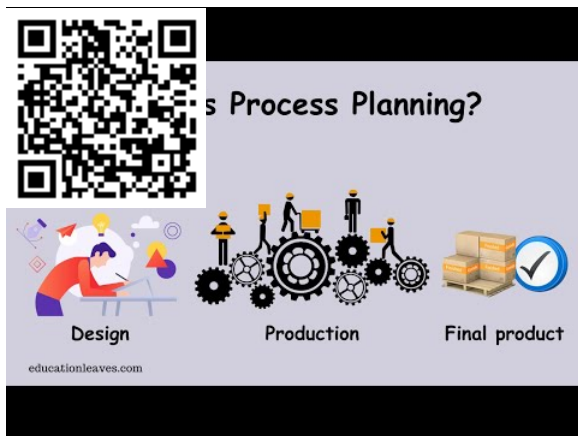 s Process Planning?
Design
Production
Final product
educationleaves.com